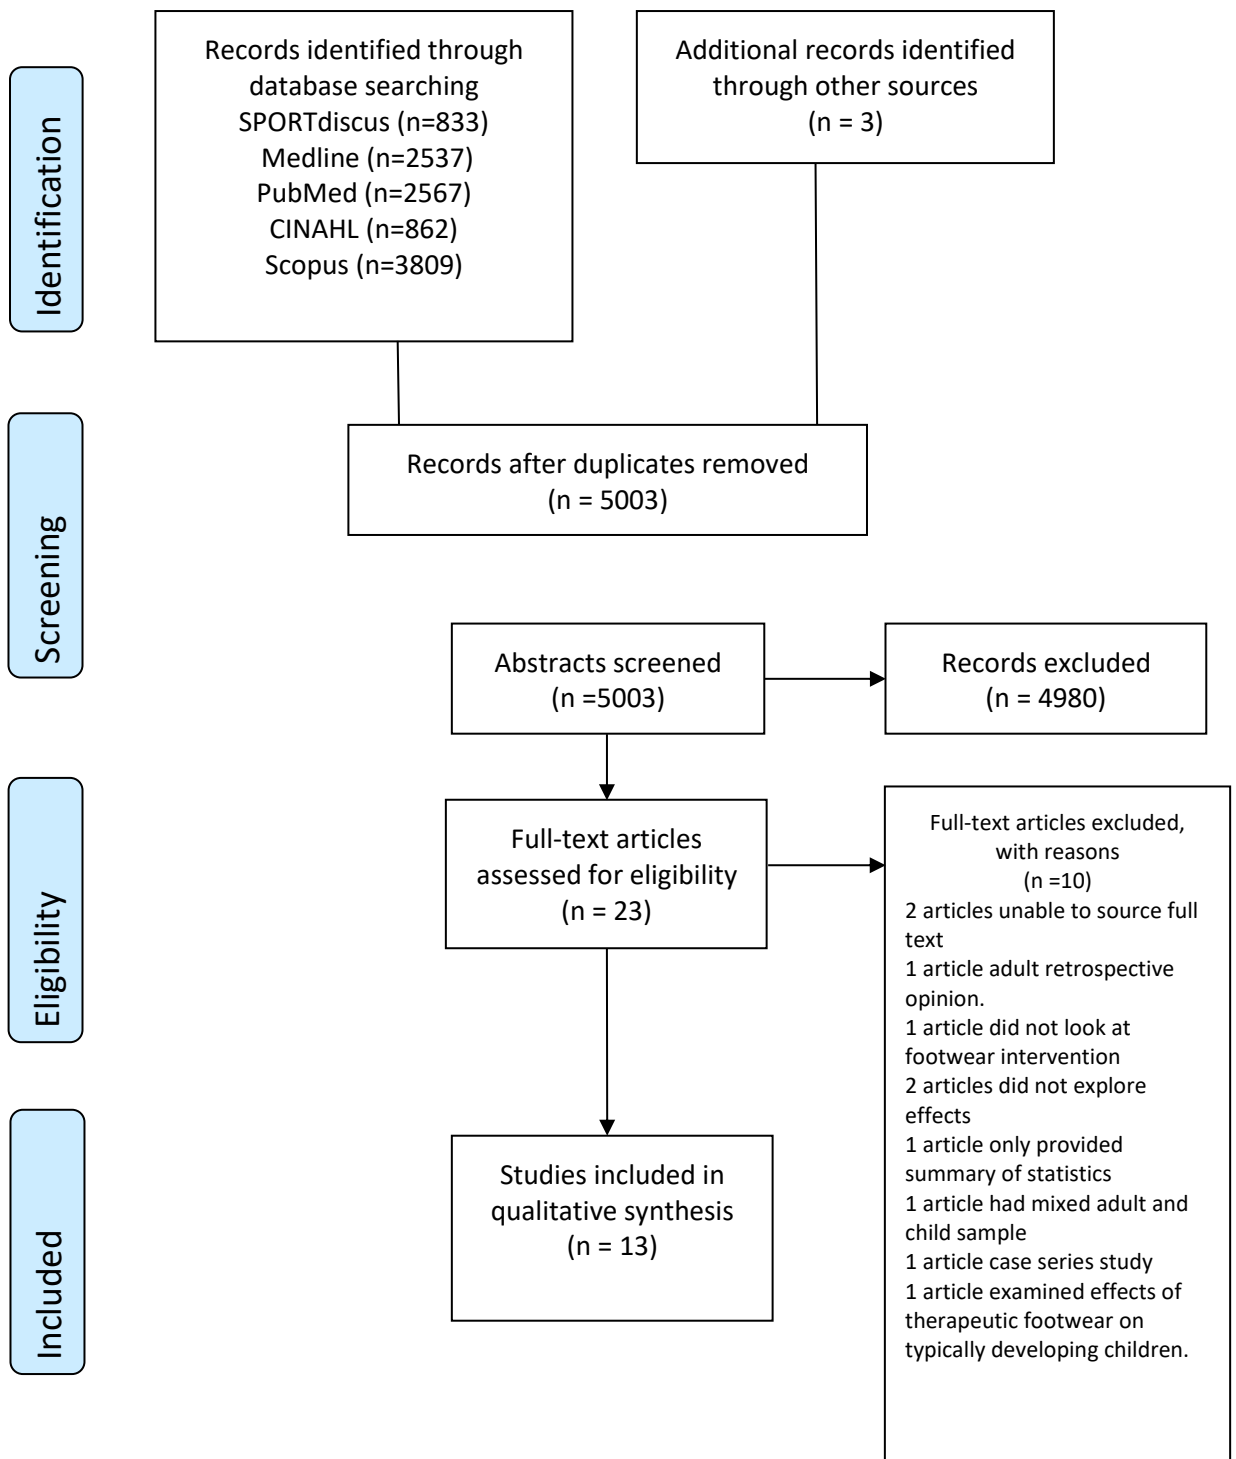 Identification
Records identified through
database searching
SPORTdiscus (n=833)
Medline (n=2537)
PubMed (n=2567)
CINAHL (n=862)
Scopus (n=3809)
Additional records identified
through other sources
(n = 3)
Screening
Records after duplicates removed
(n = 5003)
Abstracts screened
(n =5003)
Records excluded
(n = 4980)
Eligibility
Full-text articles
assessed for eligibility
(n = 23)
Full-text articles excluded,
with reasons
(n =10)
2 articles unable to source full
text
1 article adult retrospective
opinion.
1 article did not look at
footwear intervention
2 articles did not explore
effects
1 article only provided
summary of statistics
1 article had mixed adult and
child sample
1 article case series study
1 article examined effects of
therapeutic footwear on
typically developing children.
Included
Studies included in
qualitative synthesis
(n = 13)